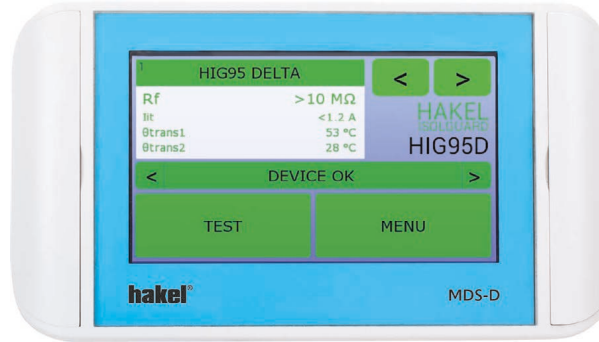 1 HIG95 DELTA
Rf >10 MΩ
Iit <1.2 A
θtrans1 53 °C
θtrans2 28 °C
< >
HAKEL
ISOLGUARD
HIG95D
< DEVICE OK >
TEST MENU
hakel® MDS-D